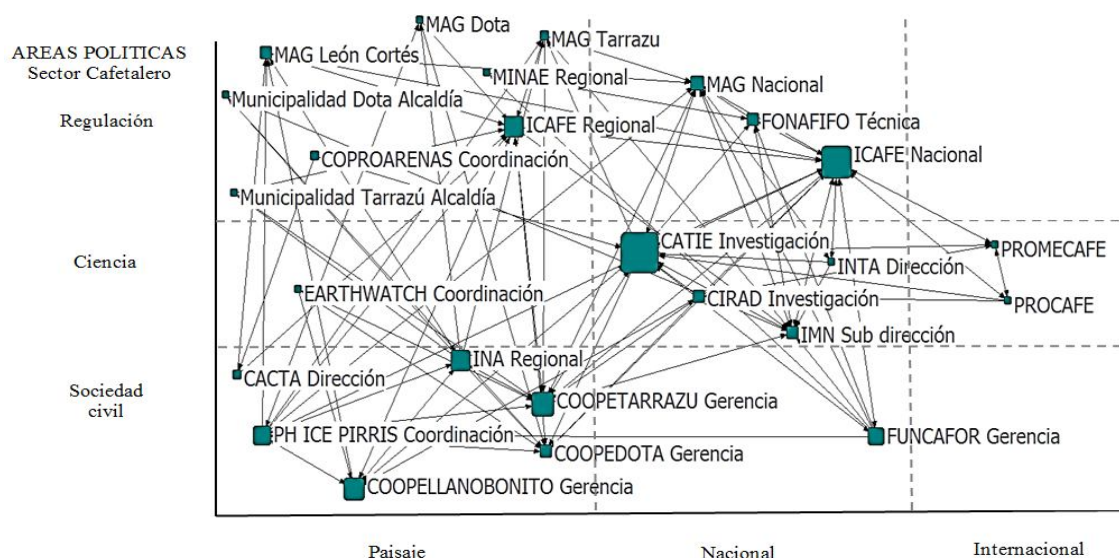 MAG Dota
AREAS POLITICAS
Sector Cafetalero
MAG León Cortés
MAG Tarrazu
MINAE Regional
MAG Nacional
Municipalidad Dota Alcaldía
Regulación
ICAFE Regional
FONAFIFO Técnica
COPROARENAS Coordinación
ICAFE Nacional
Municipalidad Tarrazú Alcaldía
Ciencia
CATIE Investigación
PROMECAFE
INTA Dirección
EARTHWATCH Coordinación
CIRAD Investigación
PROCAFE
IMN Sub dirección
INA Regional
Sociedad
civil
CACTA Dirección
COOPETARRAZU Gerencia
PH ICE PIRRIS Coordinación
FUNCAFOR Gerencia
COOPEDOTA Gerencia
COOPELLANOBONITO Gerencia
Paisaje
Nacional
Internacional